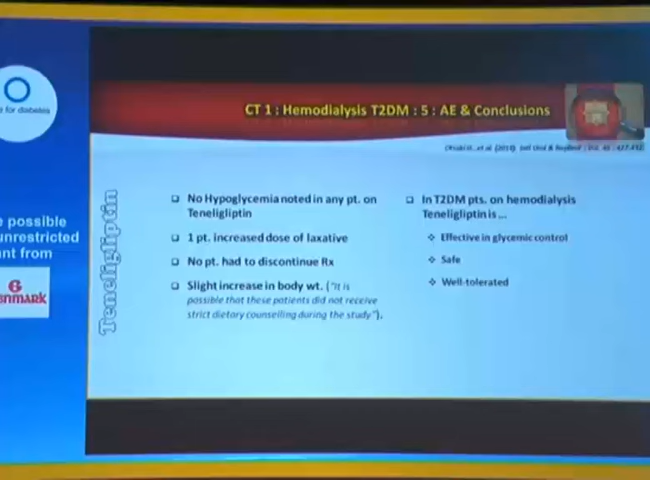 e for diabetes
CT 1 : Hemodialysis T2DM : 5 : AE & Conclusions
Teneligliptin
No Hypoglycemia noted in any pt. on
Teneligliptin
1 pt. increased dose of laxative
No pt. had to discontinue Rx
Slight increase in body wt. ("It is
possible that these patients did not receive
strict dietary counselling during the study").
In T2DM pts. on hemodialysis
Teneligliptin is ...
Effective in glycemic control
Safe
Well-tolerated
e possible
unrestricted
nt from
G
enmark